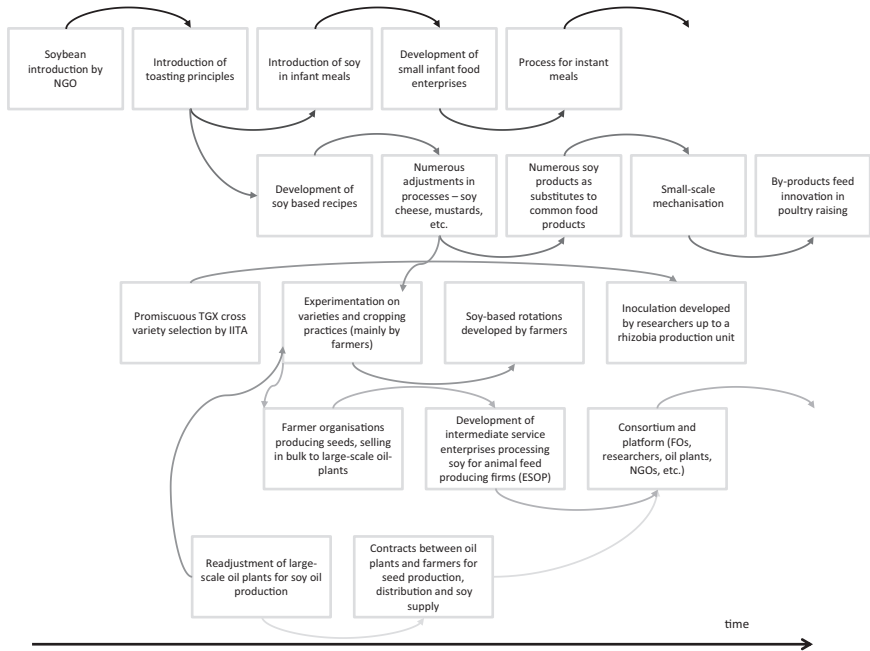 Soybean
introduction by
NGO
Introduction of
toasting principles
Introduction of soy
in infant meals
Development of
small infant food
enterprises
Process for instant
meals
Development of
soy based recipes
Numerous
adjustments in
processes – soy
cheese, mustards,
etc.
Numerous soy
products as
substitutes to
common food
products
Small-scale
mechanisation
By-products feed
innovation in
poultry raising
Promiscuous TGX cross
variety selection by IITA
Experimentation on
varieties and cropping
practices (mainly by
farmers)
Soy-based rotations
developed by farmers
Inoculation developed
by researchers up to a
rhizobia production unit
Farmer organisations
producing seeds, selling
in bulk to large-scale oil-
plants
Development of
intermediate service
enterprises processing
soy for animal feed
producing firms (ESOP)
Consortium and
platform (FOs,
researchers, oil plants,
NGOs, etc.)
Readjustment of large-
scale oil plants for soy oil
production
Contracts between oil
plants and farmers for
seed production,
distribution and soy
supply
time